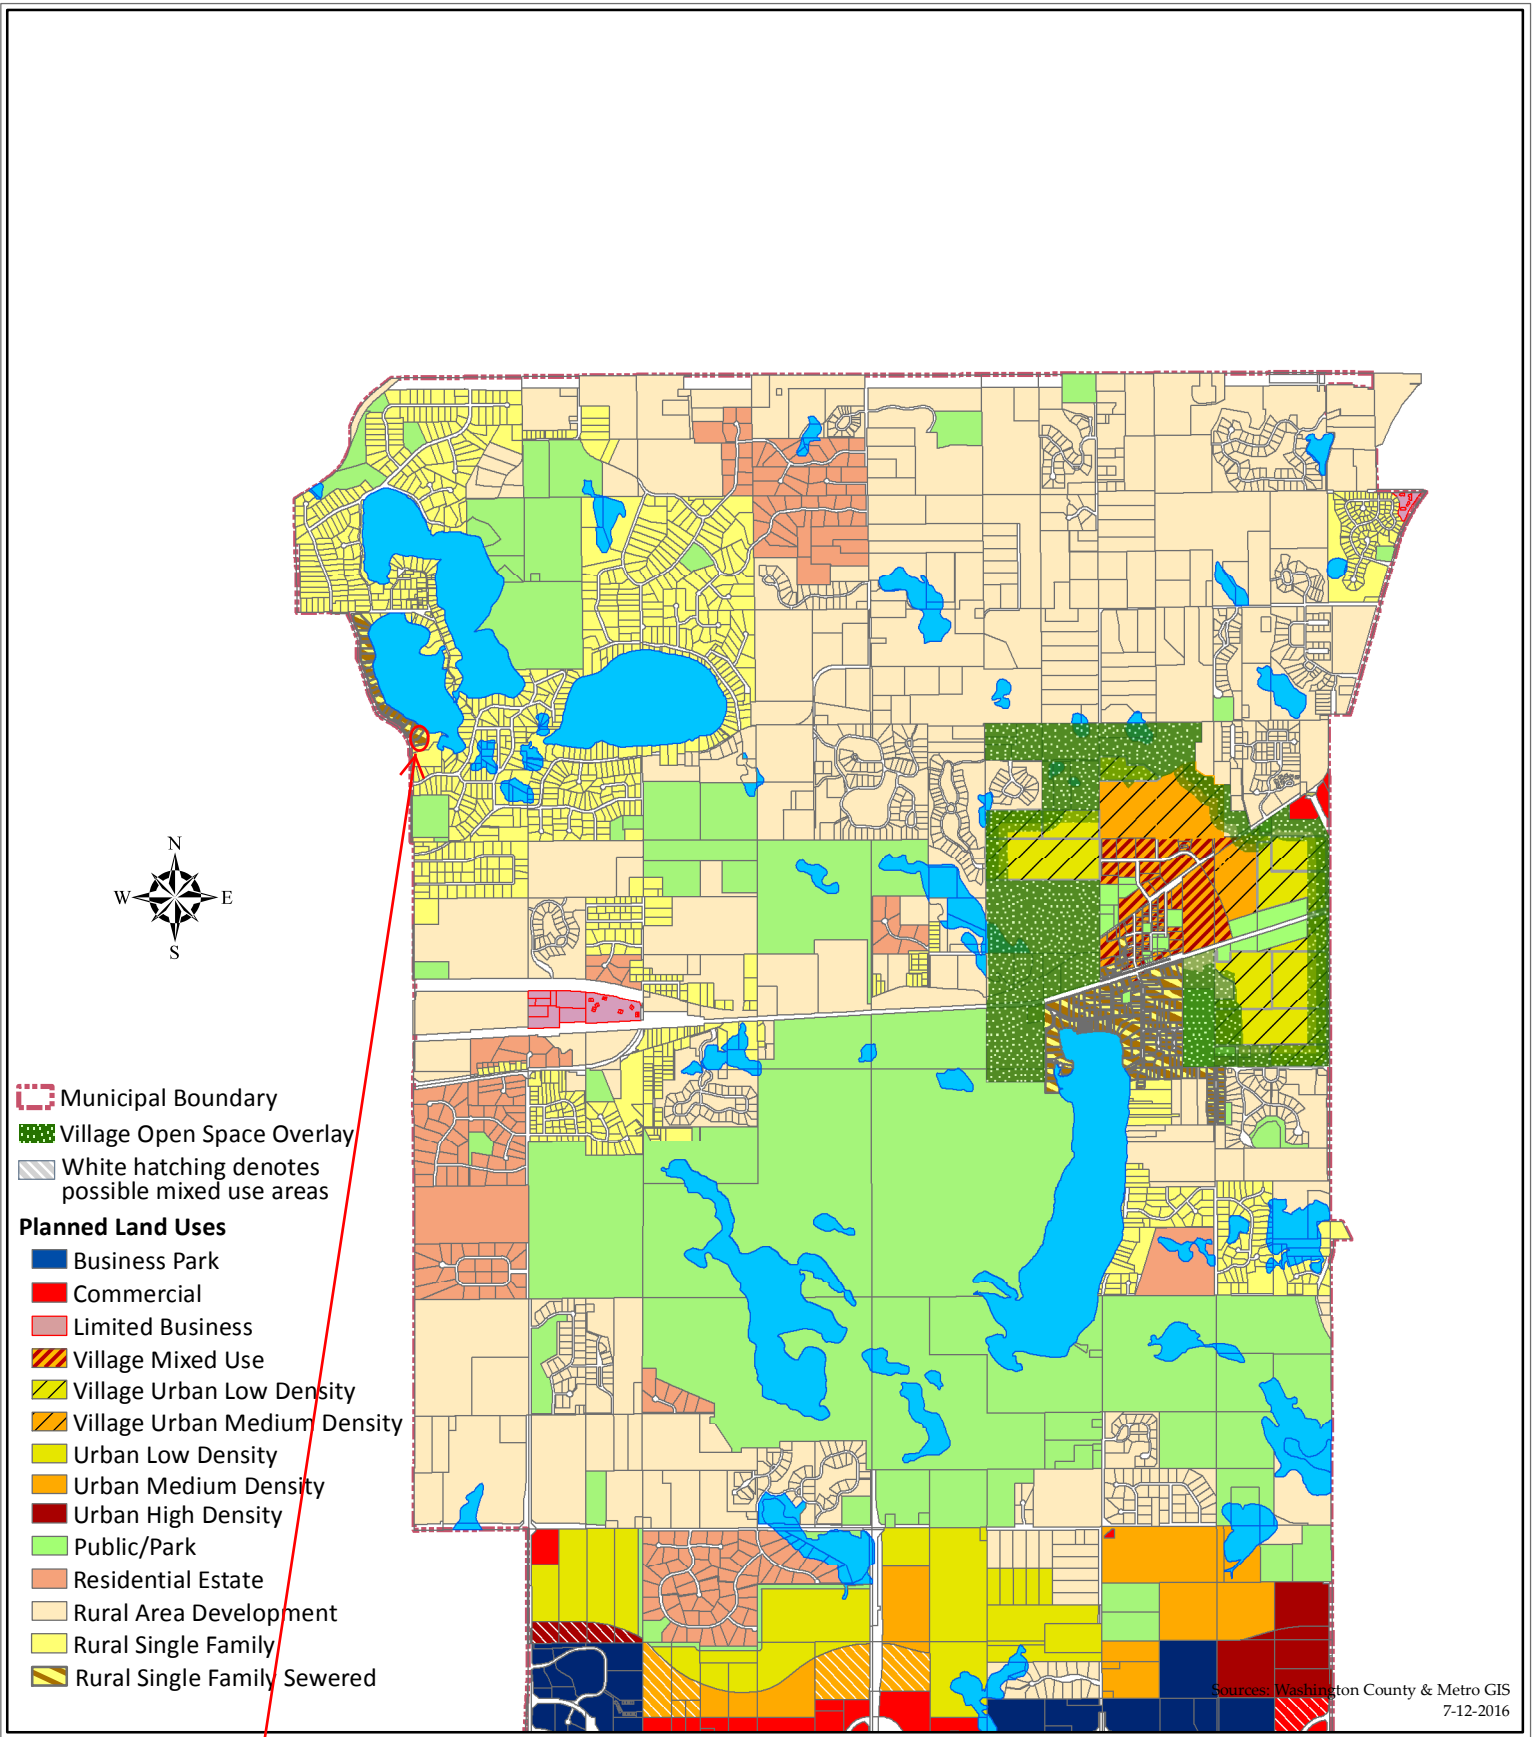 N
W E
S
Municipal Boundary
Village Open Space Overlay
White hatching denotes
possible mixed use areas
Planned Land Uses
Business Park
Commercial
Limited Business
Village Mixed Use
Village Urban Low Density
Village Urban Medium Density
Urban Low Density
Urban Medium Density
Urban High Density
Public/Park
Residential Estate
Rural Area Development
Rural Single Family
Rural Single Family Sewered
Sources: Washington County & Metro GIS
7-12-2016